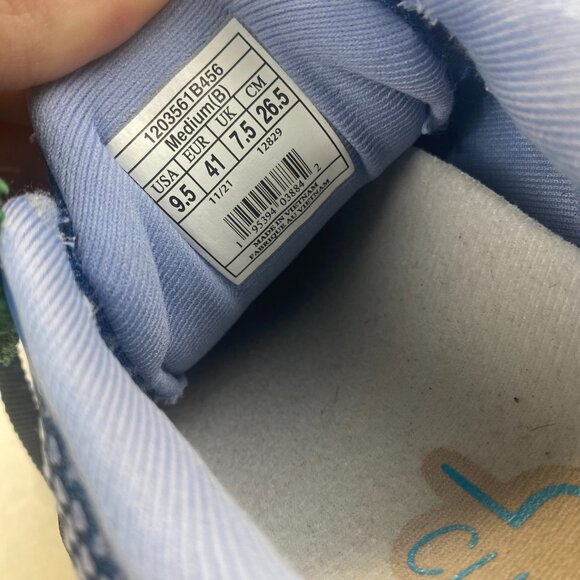 1203561B456
Medium(B)
USA EUR UK CM
9.5 41 7.5 26.5
11/21 12829
1 95394 03884 2
MADE IN VIETNAM
FABRIQUE AU VIETNAM